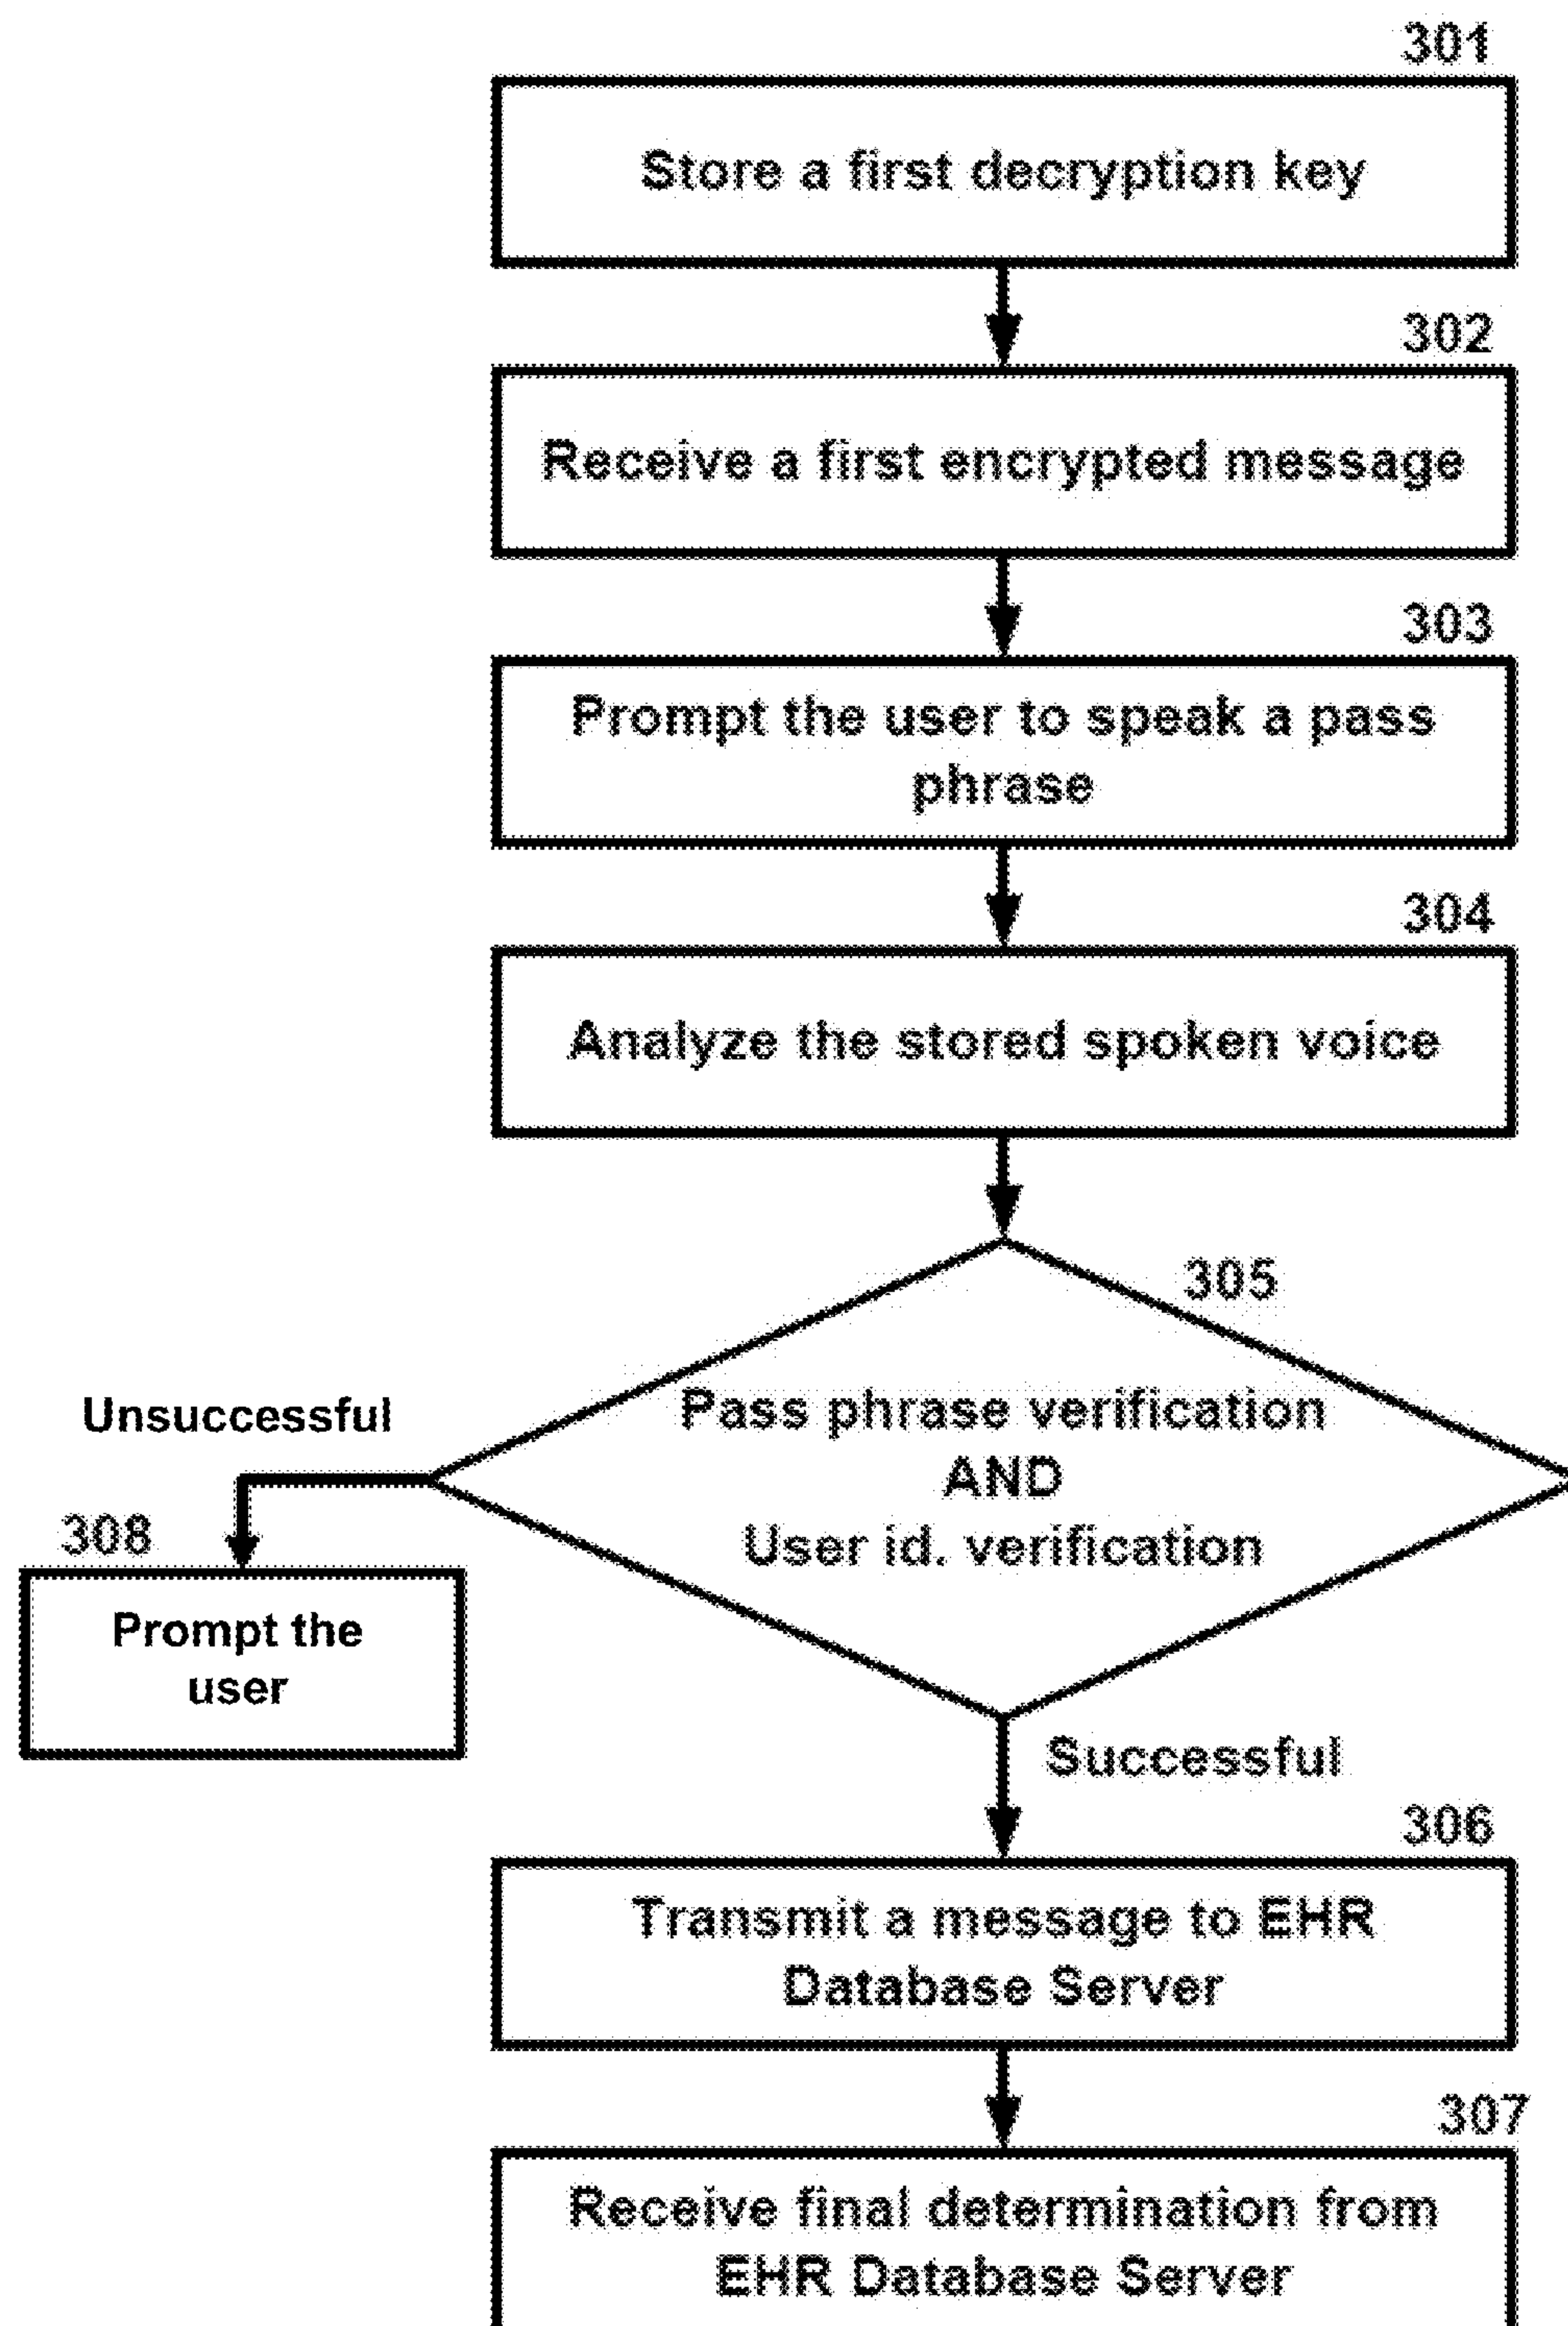 301
Store a first decryption key
302
Receive a first encrypted message
303
Prompt the user to speak a pass
phrase
304
Analyze the stored spoken voice
305
Pass phrase verification
AND
User id. verification
Unsuccessful
308
Prompt the
user
Successful
306
Transmit a message to EHR
Database Server
307
Receive final determination from
EHR Database Server